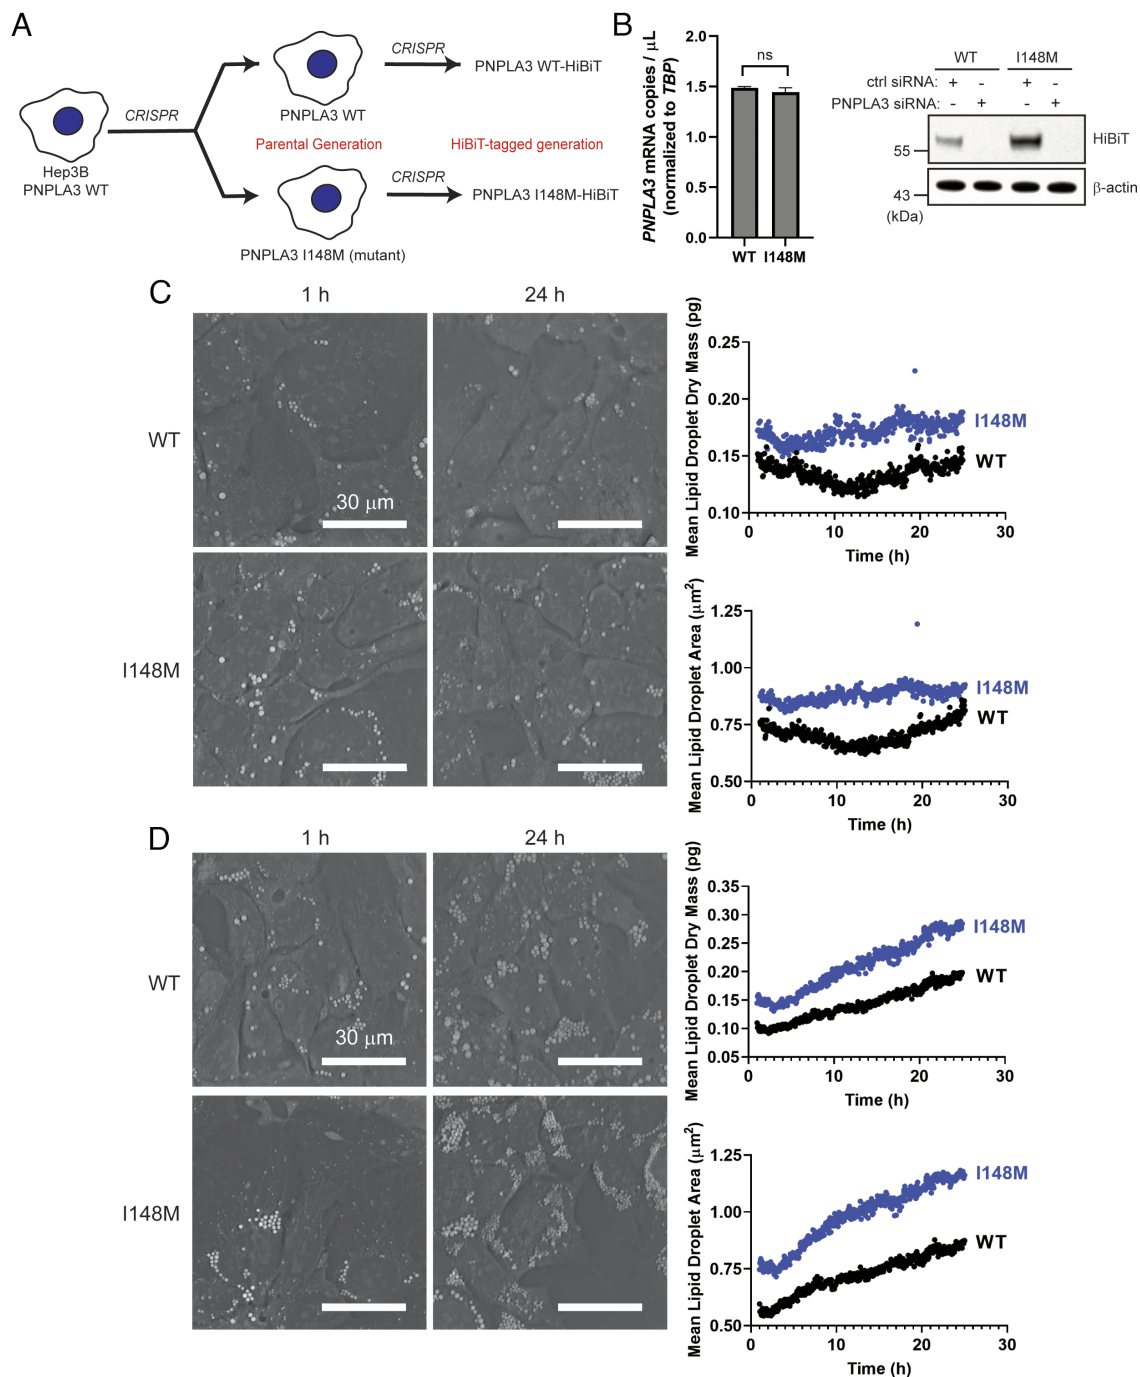 A
Hep3B
PNPLA3 WT
CRISPR
PNPLA3 WT
Parental Generation
PNPLA3 I148M (mutant)
CRISPR
CRISPR
PNPLA3 WT-HiBiT
HiBiT-tagged generation
PNPLA3 I148M-HiBiT
B
PNPLA3 mRNA copies / μL
(normalized to TBP)
2.0
1.5
1.0
0.5
0.0
ns
WT I148M
WT I148M
ctrl siRNA: + - + -
PNPLA3 siRNA: - + - +
55
HiBiT
43
β-actin
(kDa)
C
1 h
24 h
WT
30 μm
I148M
Mean Lipid Droplet Dry Mass (pg)
0.25
0.20
0.15
0.10
I148M
WT
0 10 20 30
Time (h)
Mean Lipid Droplet Area (μm²)
1.25
1.00
0.75
0.50
I148M
WT
0 10 20 30
Time (h)
D
1 h
24 h
WT
30 μm
I148M
Mean Lipid Droplet Dry Mass (pg)
0.35
0.30
0.25
0.20
0.15
0.10
0.05
I148M
WT
0 10 20 30
Time (h)
Mean Lipid Droplet Area (μm²)
1.25
1.00
0.75
0.50
I148M
WT
0 10 20 30
Time (h)